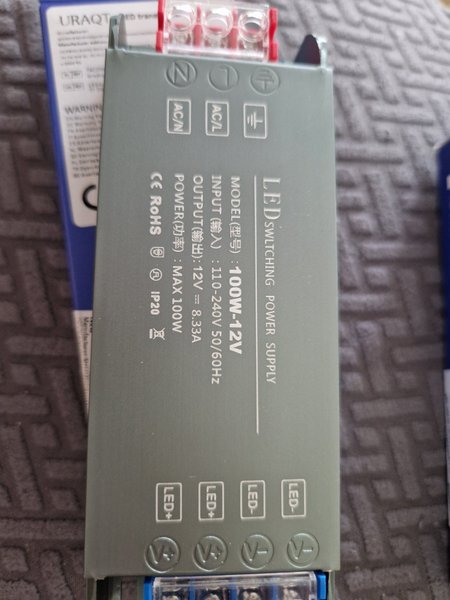 URAQT
WARNING
N
L
AC/N
AC/L
LED SWLTCHING POWER SUPPLY
MODEL(型号) : 100W-12V
INPUT (输入) : 110-240V 50/60Hz
OUTPUT(输出): 12V ⎓ 8.33A
POWER(功率) : MAX 100W
CE RoHS IP20
LED+
LED+
LED-
LED-
V+
V+
V-
V-